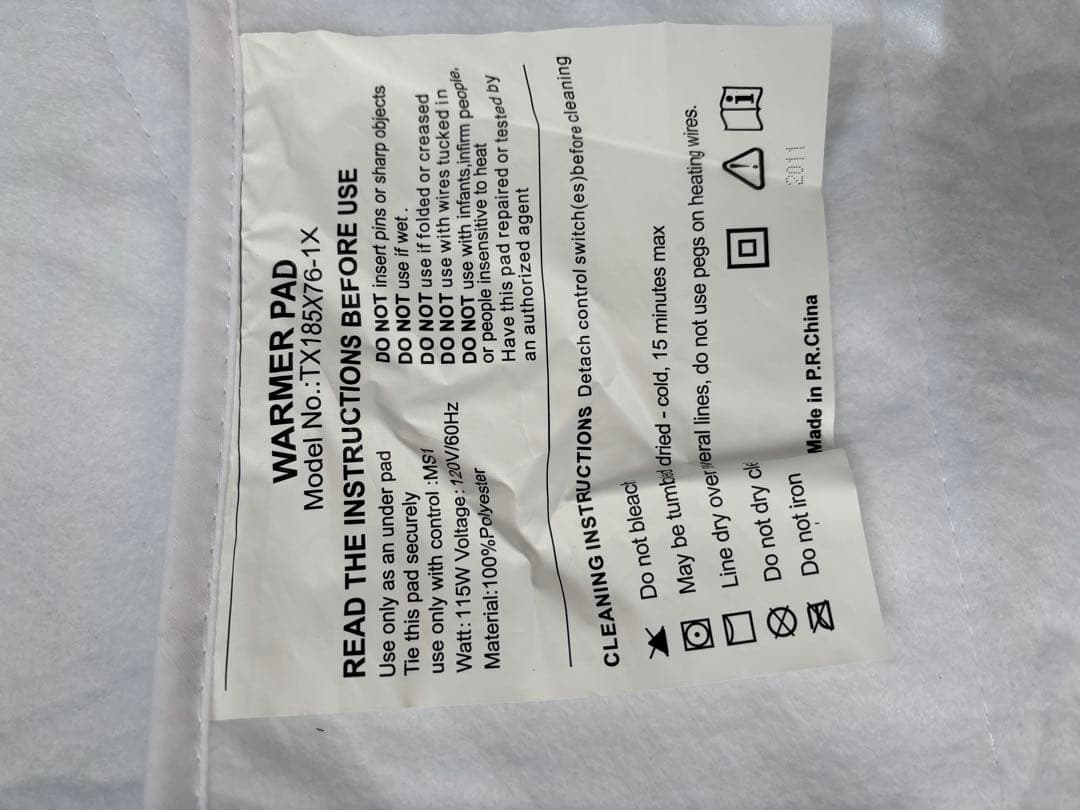 WARMER PAD
Model No.:TX185X76-1X
READ THE INSTRUCTIONS BEFORE USE
Use only as an under pad
Tie this pad securely
use only with control :MS1
Watt: 115W Voltage: 120V/60Hz
Material:100%Polyester
DO NOT insert pins or sharp objects
DO NOT use if wet.
DO NOT use if folded or creased
DO NOT use with wires tucked in
DO NOT use with infants,infirm people,
or people insensitive to heat
Have this pad repaired or tested by
an authorized agent
CLEANING INSTRUCTIONS Detach control switch(es)before cleaning
Do not bleach
May be dried - cold, 15 minutes max
Line dry over lines, do not use pegs on heating wires.
Do not dry
Do not iron
Made in P.R.China
2011